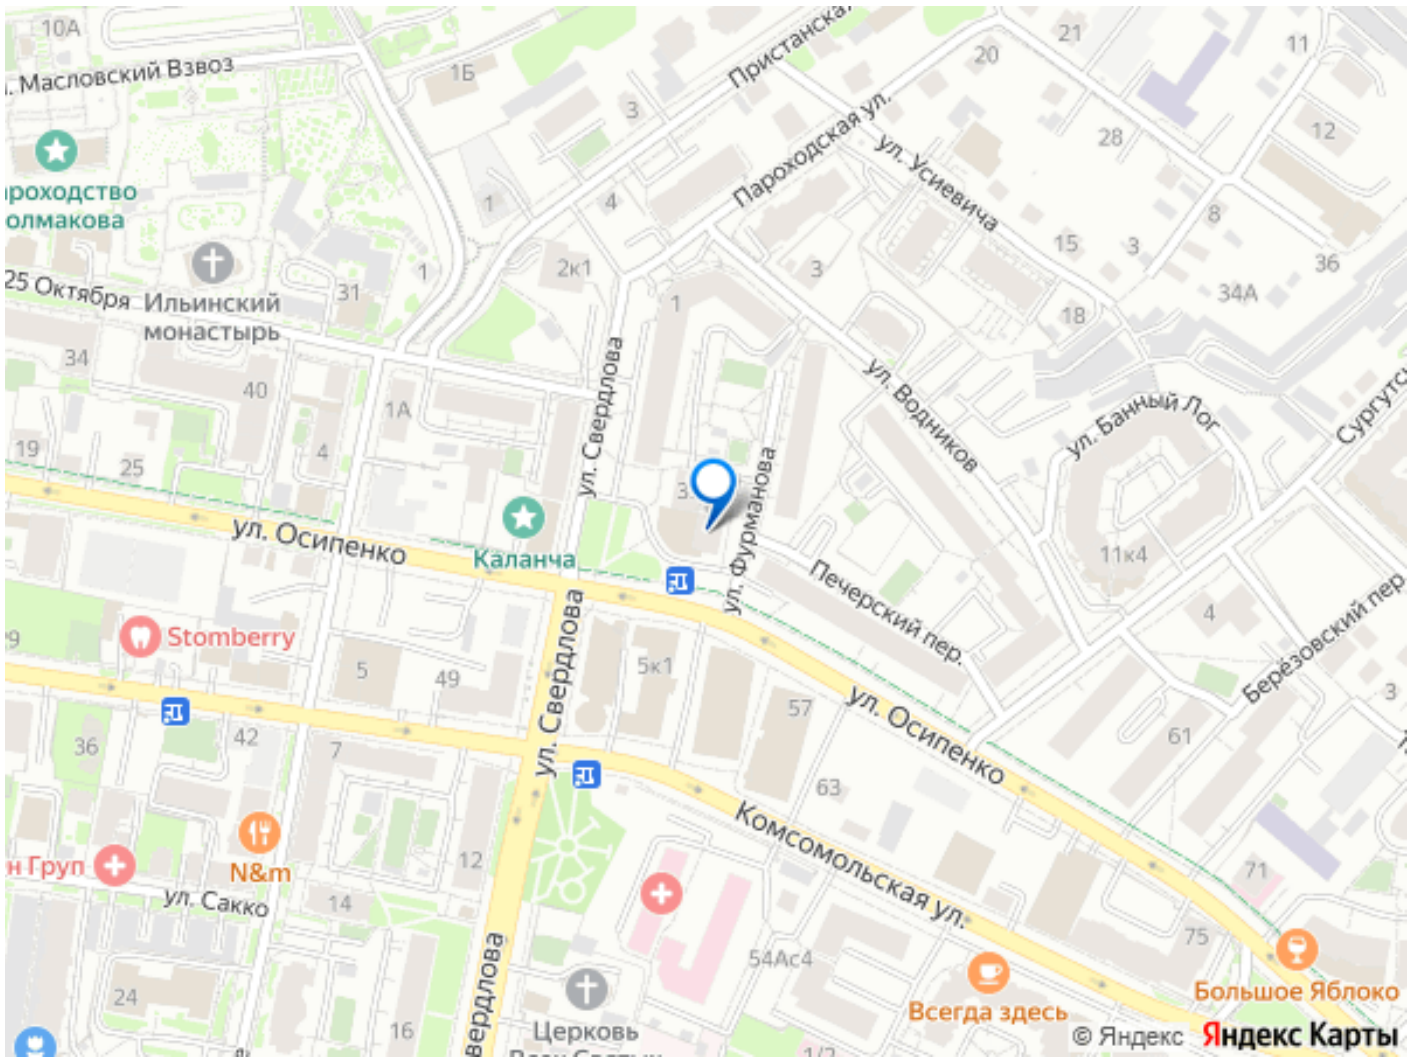 10А
Масловский Взвоз
1Б
Пристанская
21
20
11
3
28
12
Пароходская ул.
ул. Усиевича
1
4
8
15
3
36
2к1
3
34А
1
31
18
1
25 Октября
Ильинский
монастырь
34
40
1А
ул. Свердлова
ул. Водников
ул. Банный Лог
19
25
4
ул. Фурманова
Каланча
ул. Осипенко
11к4
Печерский пер.
4
Берёзовский пер.
Stomberry
5
49
5к1
ул. Свердлова
57
ул. Осипенко
3
61
36
42
7
63
Комсомольская ул.
N&m
12
71
ул. Сакко
14
75
54Ас4
24
16
Церковь
Всегда здесь
Большое Яблоко
1/2
© Яндекс Яндекс Карты